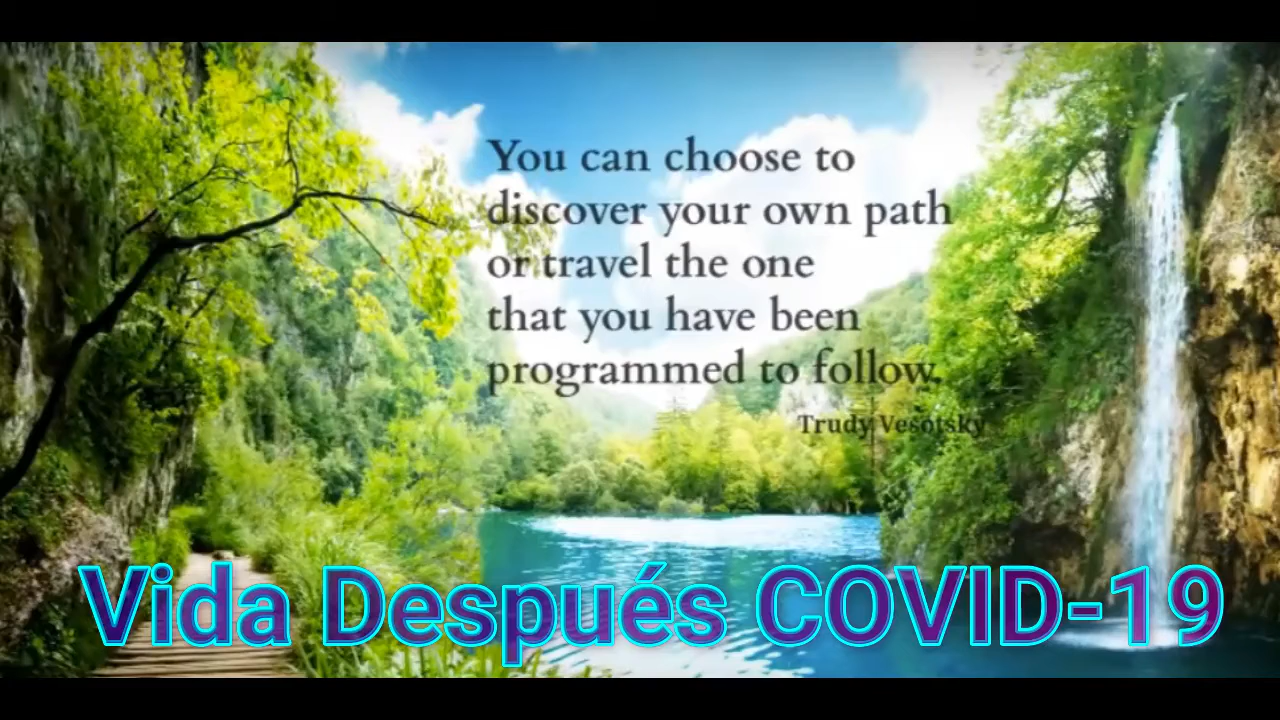 You can choose to
discover your own path
or travel the one
that you have been
programmed to follow.
Trudy Vesotsky
Vida Después COVID-19